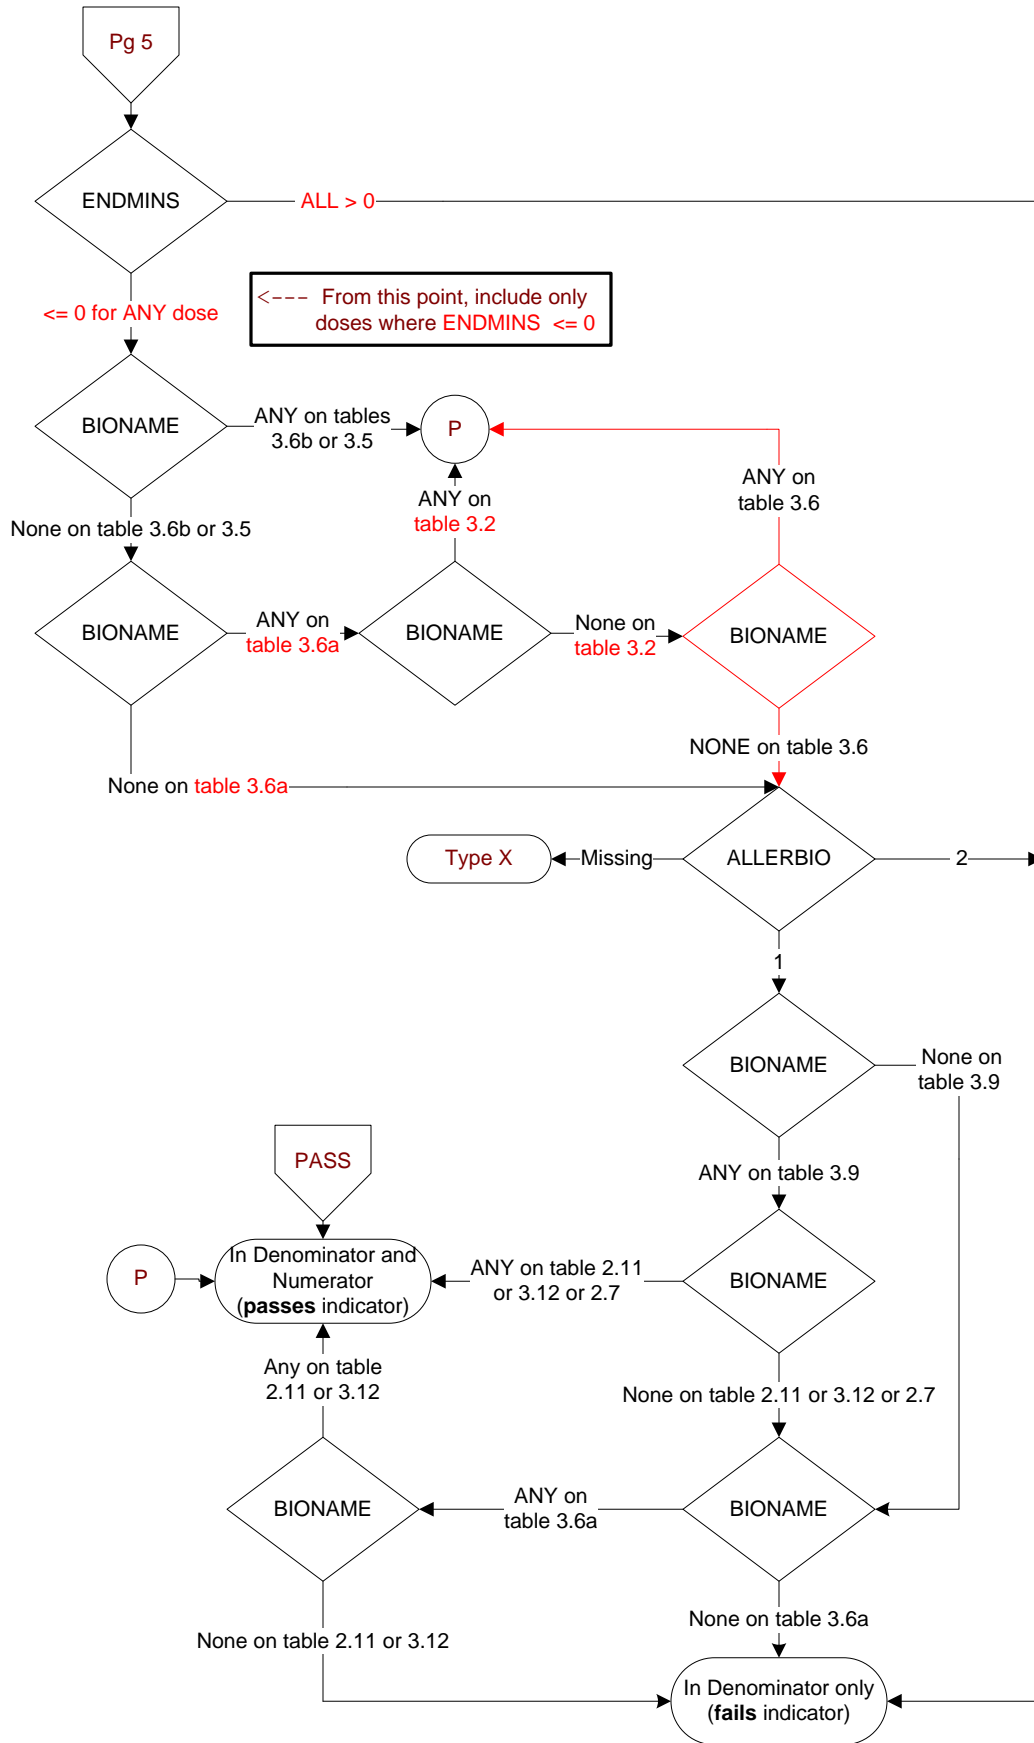 Pg 5
ENDMINS
ALL > 0
<= 0 for ANY dose
<--- From this point, include only
doses where ENDMINS <= 0
BIONAME
ANY on tables
3.6b or 3.5
P
ANY on
table 3.6
ANY on
table 3.2
None on table 3.6b or 3.5
BIONAME
ANY on
table 3.6a
BIONAME
None on
table 3.2
BIONAME
NONE on table 3.6
None on table 3.6a
Type X
Missing
ALLERBIO
2
1
BIONAME
None on
table 3.9
PASS
ANY on table 3.9
P
In Denominator and
Numerator
(passes indicator)
ANY on table 2.11
or 3.12 or 2.7
BIONAME
Any on table
2.11 or 3.12
None on table 2.11 or 3.12 or 2.7
BIONAME
ANY on
table 3.6a
BIONAME
None on table 3.6a
None on table 2.11 or 3.12
In Denominator only
(fails indicator)